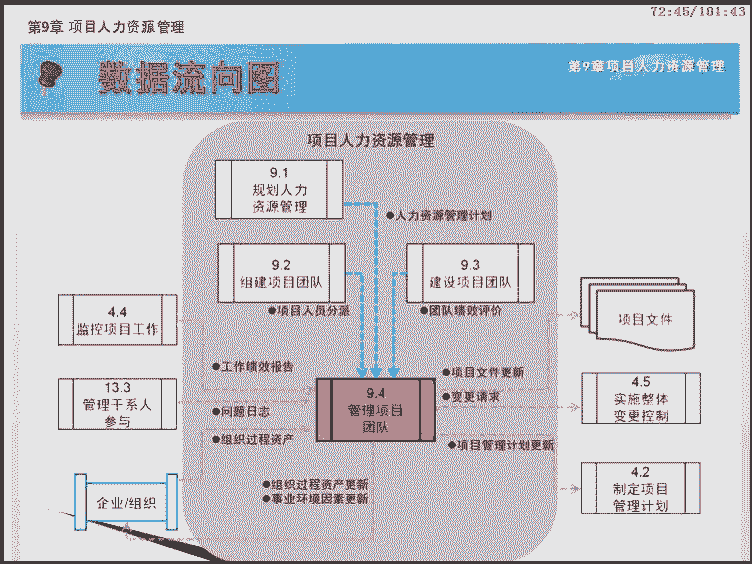 72:45/101:43
第9章 项目人力资源管理
数据流向图
第9章项目人力资源管理
项目人力资源管理
9.1
规划人力
资源管理
●人力资源管理计划
9.2
组建项目团队
9.3
建设项目团队
●项目人员分派
●团队绩效评价
4.4
监控项目工作
项目文件
●工作绩效报告
●项目文件更新
13.3
管理干系人
参与
9.4
管理项目
团队
●变更请求
4.5
实施整体
变更控制
●问题日志
●组织过程资产
●项目管理计划更新
企业/组织
●组织过程资产更新
●事业环境因素更新
4.2
制定项目
管理计划